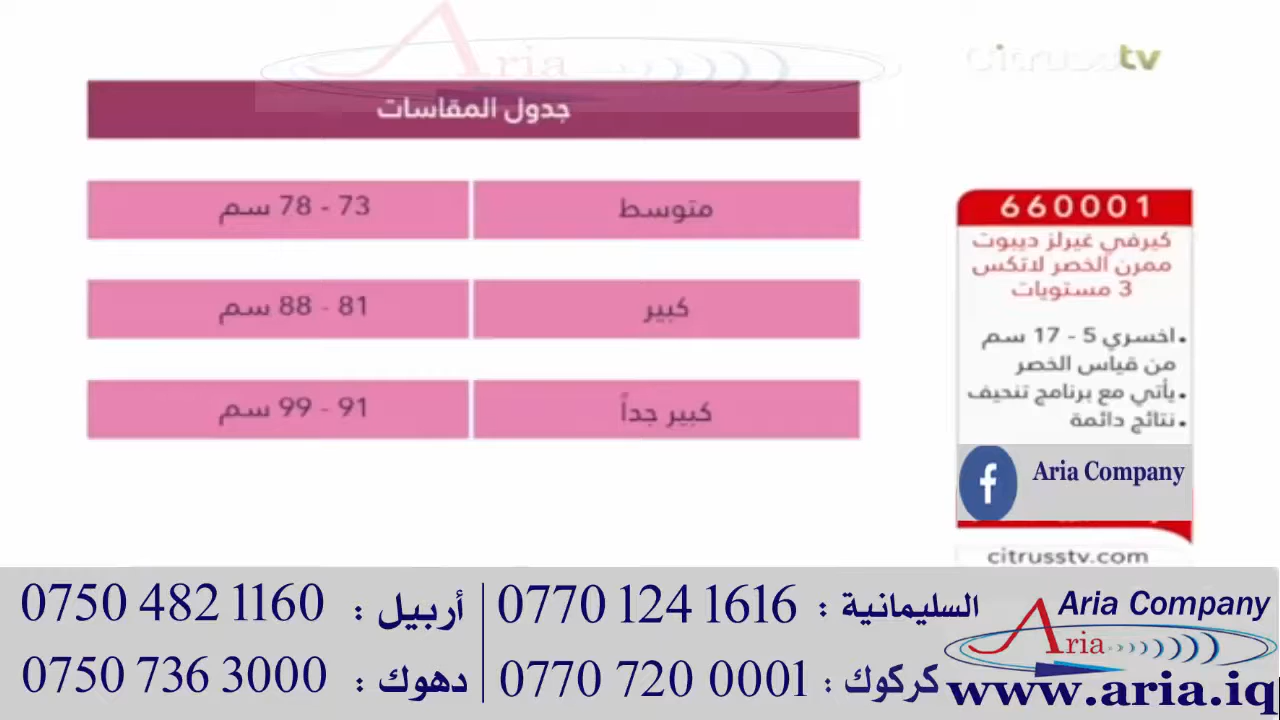 Aria
citrusstv
جدول المقاسات
متوسط 73 - 78 سم
كبير 81 - 88 سم
كبير جداً 91 - 99 سم
660001
كيرفي غيرلز ديبوت
ممرن الخصر لاتكس
3 مستويات
•اخسري 5 - 17 سم
من قياس الخصر
•يأتي مع برنامج تنحيف
•نتائج دائمة
f Aria Company
citrusstv.com
أربيل : 0750 482 1160
دهوك : 0750 736 3000
السليمانية : 0770 124 1616
كركوك : 0770 720 0001
Aria Company
Aria
www.aria.iq